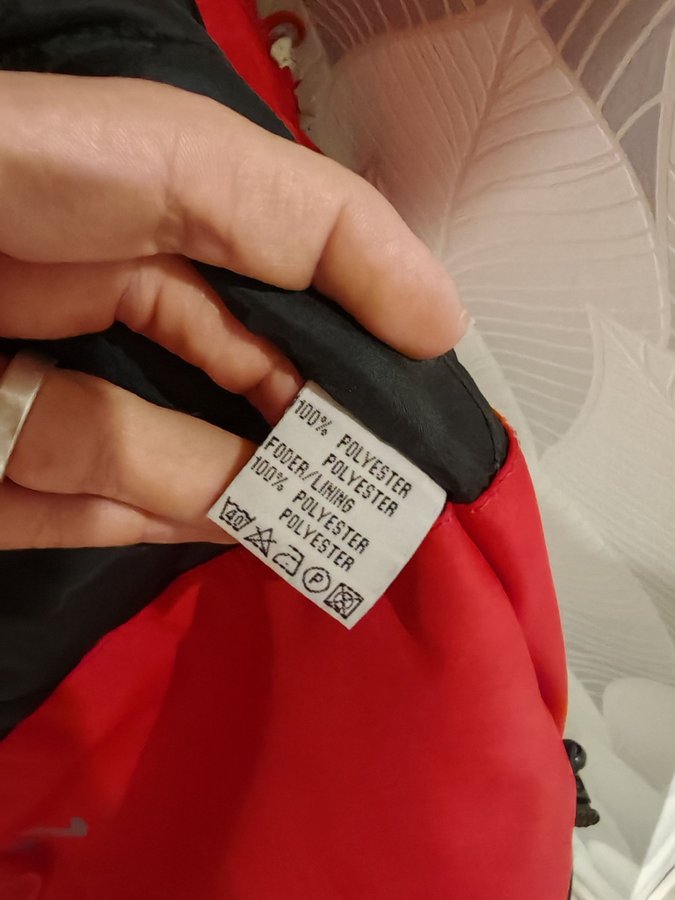 100% POLYESTER
POLYESTER
FODER/LINING
100% POLYESTER
POLYESTER
40 P